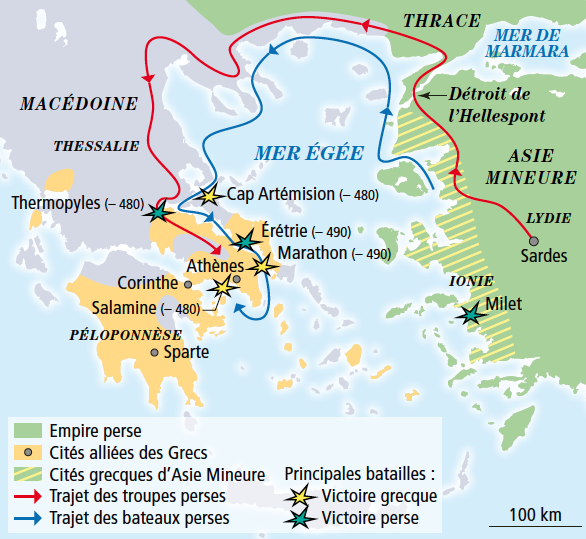 THRACE
MER DE
MARMARA
MACÉDOINE
Détroit de
l'Hellespont
THESSALIE
MER ÉGÉE
ASIE
MINEURE
Thermopyles (– 480)
Cap Artémision (– 480)
LYDIE
Érétrie (– 490)
Sardes
Marathon (– 490)
Athènes
Corinthe
IONIE
Salamine (– 480)
Milet
PÉLOPONNÈSE
Sparte
Empire perse
Cités alliées des Grecs
Cités grecques d'Asie Mineure
Trajet des troupes perses
Trajet des bateaux perses
Principales batailles :
Victoire grecque
Victoire perse
100 km